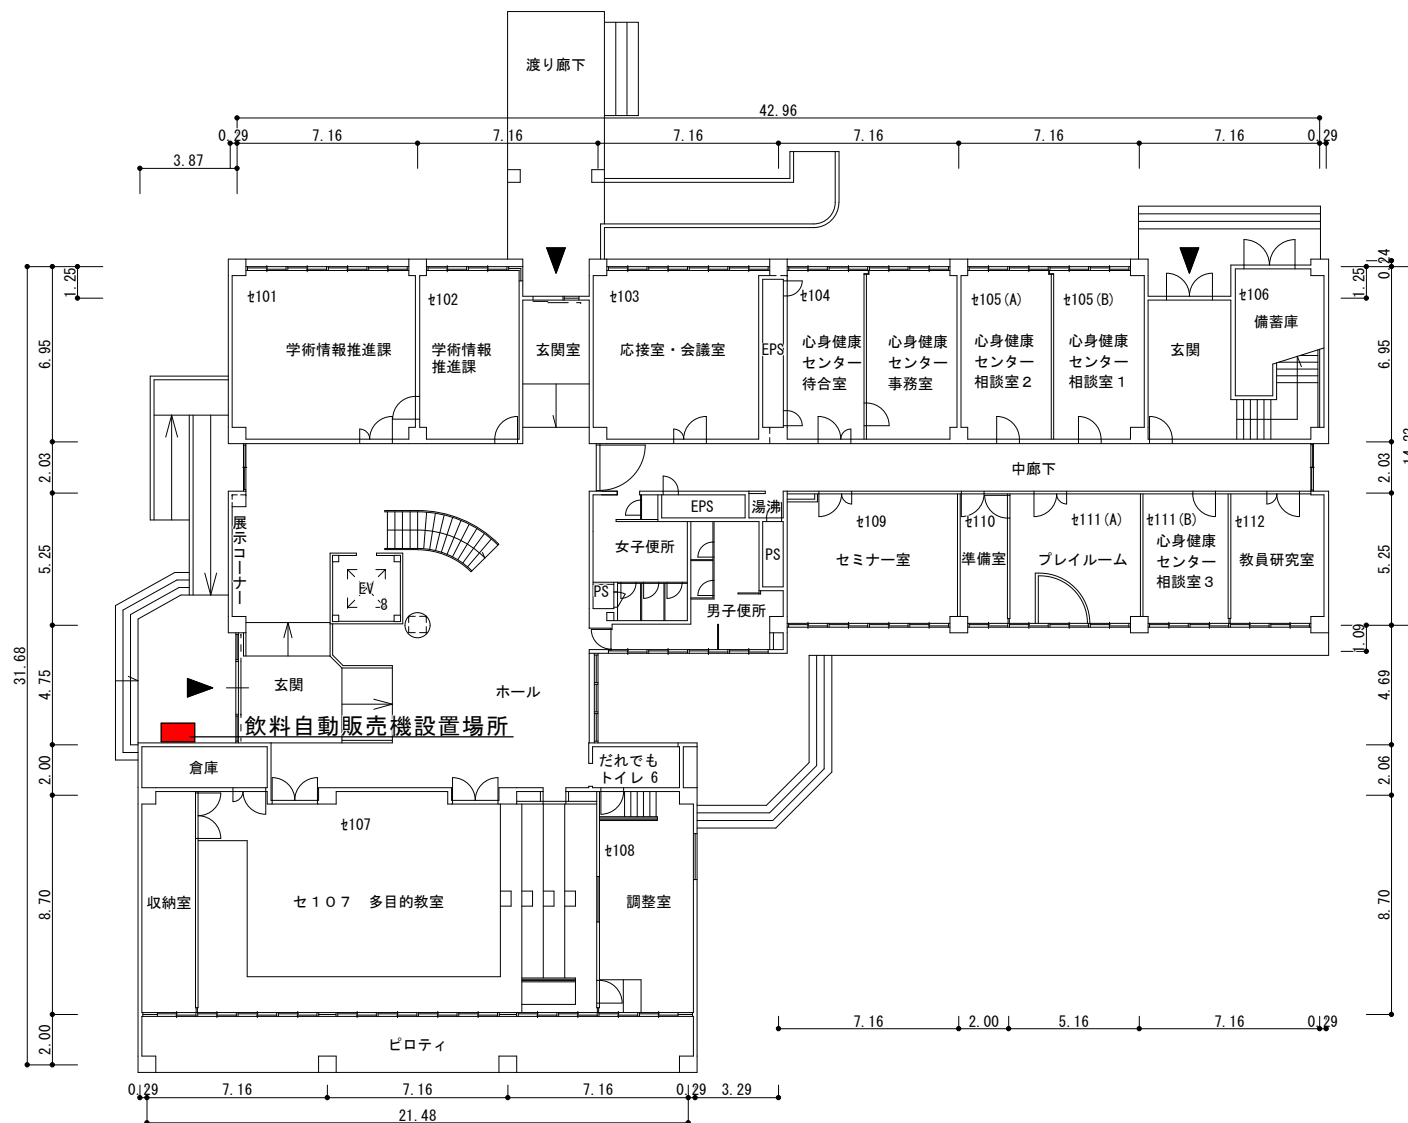 渡り廊下
42.96
0.29
7.16
7.16
7.16
7.16
7.16
7.16
0.29
3.87
ｾ101
学術情報推進課
ｾ102
学術情報
推進課
玄関室
ｾ103
応接室・会議室
EPS
ｾ104
心身健康
センター
待合室
心身健康
センター
事務室
ｾ105(A)
心身健康
センター
相談室２
ｾ105(B)
心身健康
センター
相談室１
玄関
ｾ106
備蓄庫
1.25
6.95
2.03
5.25
4.75
2.00
8.70
2.00
31.68
0.24
1.25
6.95
2.03
5.25
1.09
4.69
2.06
8.70
中廊下
展示コーナー
EV
-8
女子便所
PS
EPS
湯沸
PS
男子便所
ｾ109
セミナー室
ｾ110
準備室
ｾ111(A)
プレイルーム
ｾ111(B)
心身健康
センター
相談室３
ｾ112
教員研究室
玄関
ホール
飲料自動販売機設置場所
倉庫
だれでも
トイレ 6
ｾ107
セ１０７　多目的教室
収納室
ｾ108
調整室
ピロティ
7.16
2.00
5.16
7.16
0.29
0.29
7.16
7.16
7.16
0.29
3.29
21.48